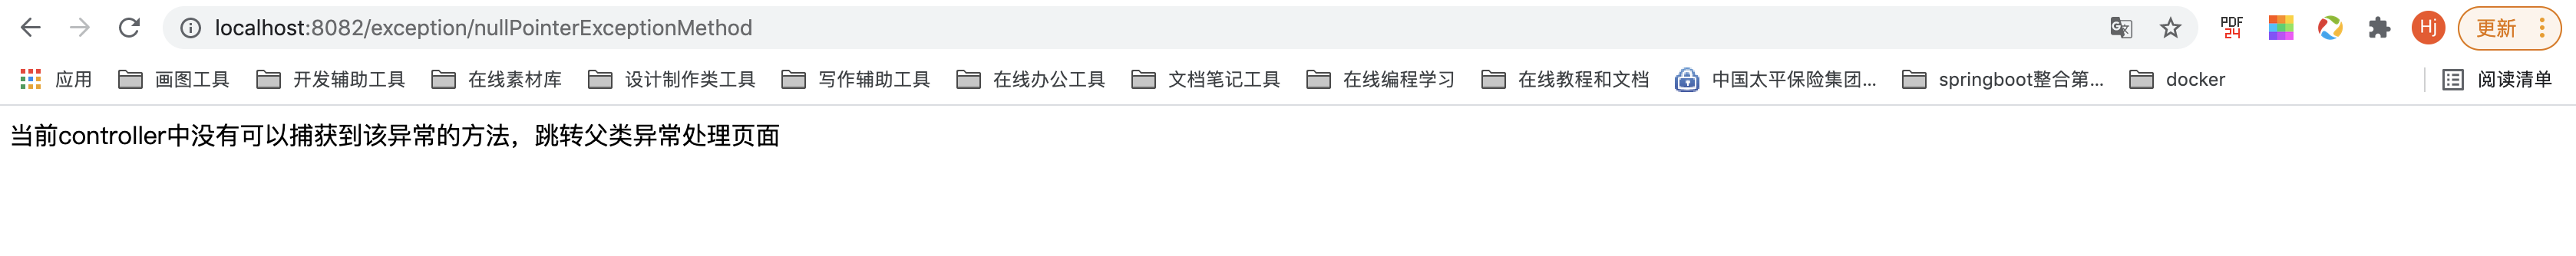 localhost:8082/exception/nullPointerExceptionMethod PDF 24 Hj 更新
应用 画图工具 开发辅助工具 在线素材库 设计制作类工具 写作辅助工具 在线办公工具 文档笔记工具 在线编程学习 在线教程和文档 中国太平保险集团... springboot整合第... docker 阅读清单
当前controller中没有可以捕获到该异常的方法，跳转父类异常处理页面